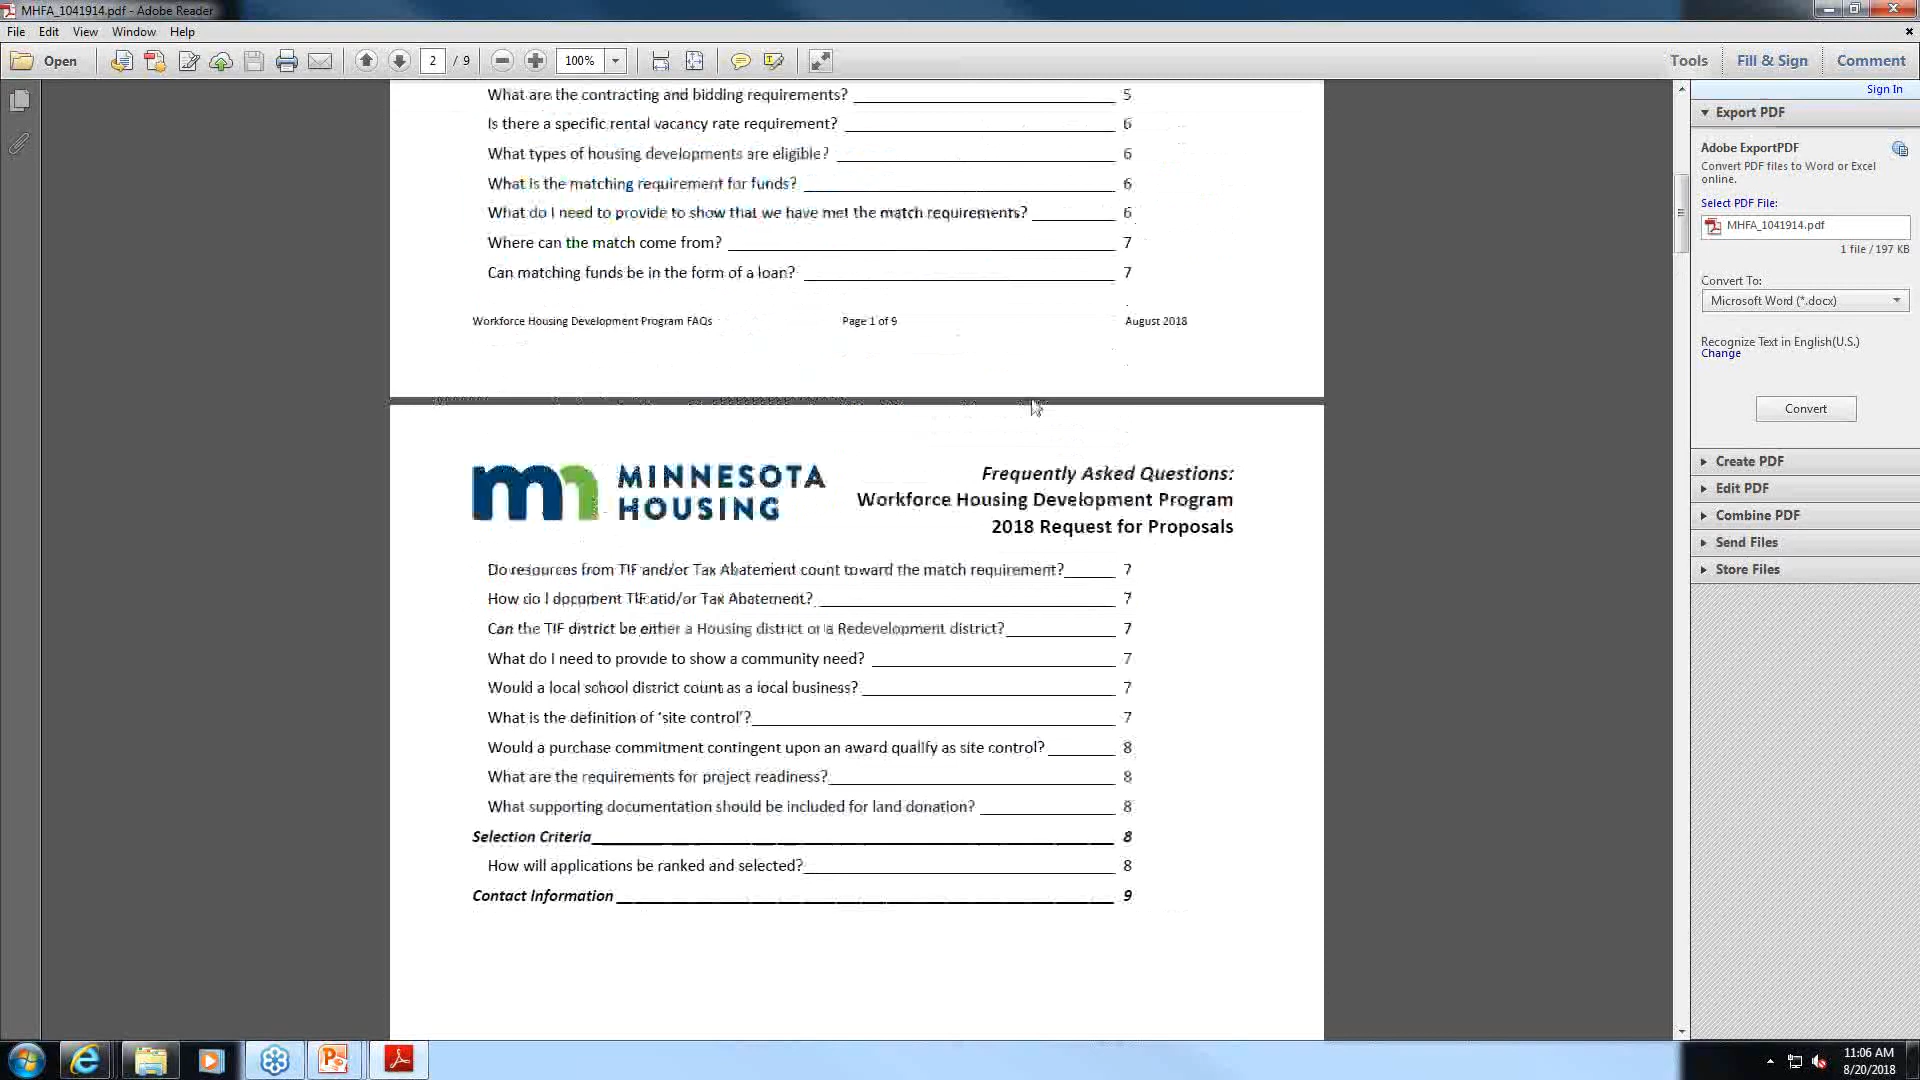 MHFA_1041914.pdf - Adobe Reader
File Edit View Window Help
Open 2 / 9 100% Tools Fill & Sign Comment
What are the contracting and bidding requirements? 5
Is there a specific rental vacancy rate requirement? 6
What types of housing developments are eligible? 6
What is the matching requirement for funds? 6
What do I need to provide to show that we have met the match requirements? 6
Where can the match come from? 7
Can matching funds be in the form of a loan? 7
Workforce Housing Development Program FAQs Page 1 of 9 August 2018
MINNESOTA
HOUSING
Frequently Asked Questions:
Workforce Housing Development Program
2018 Request for Proposals
Do resources from TIF and/or Tax Abatement count toward the match requirement? 7
How do I document TIF and/or Tax Abatement? 7
Can the TIF district be either a Housing district or a Redevelopment district? 7
What do I need to provide to show a community need? 7
Would a local school district count as a local business? 7
What is the definition of 'site control'? 7
Would a purchase commitment contingent upon an award qualify as site control? 8
What are the requirements for project readiness? 8
What supporting documentation should be included for land donation? 8
Selection Criteria 8
How will applications be ranked and selected? 8
Contact Information 9
Sign In
Export PDF
Adobe ExportPDF
Convert PDF files to Word or Excel
online.
Select PDF File:
MHFA_1041914.pdf
1 file / 197 KB
Convert To:
Microsoft Word (*.docx)
Recognize Text in English(U.S.)
Change
Convert
Create PDF
Edit PDF
Combine PDF
Send Files
Store Files
11:06 AM
8/20/2018